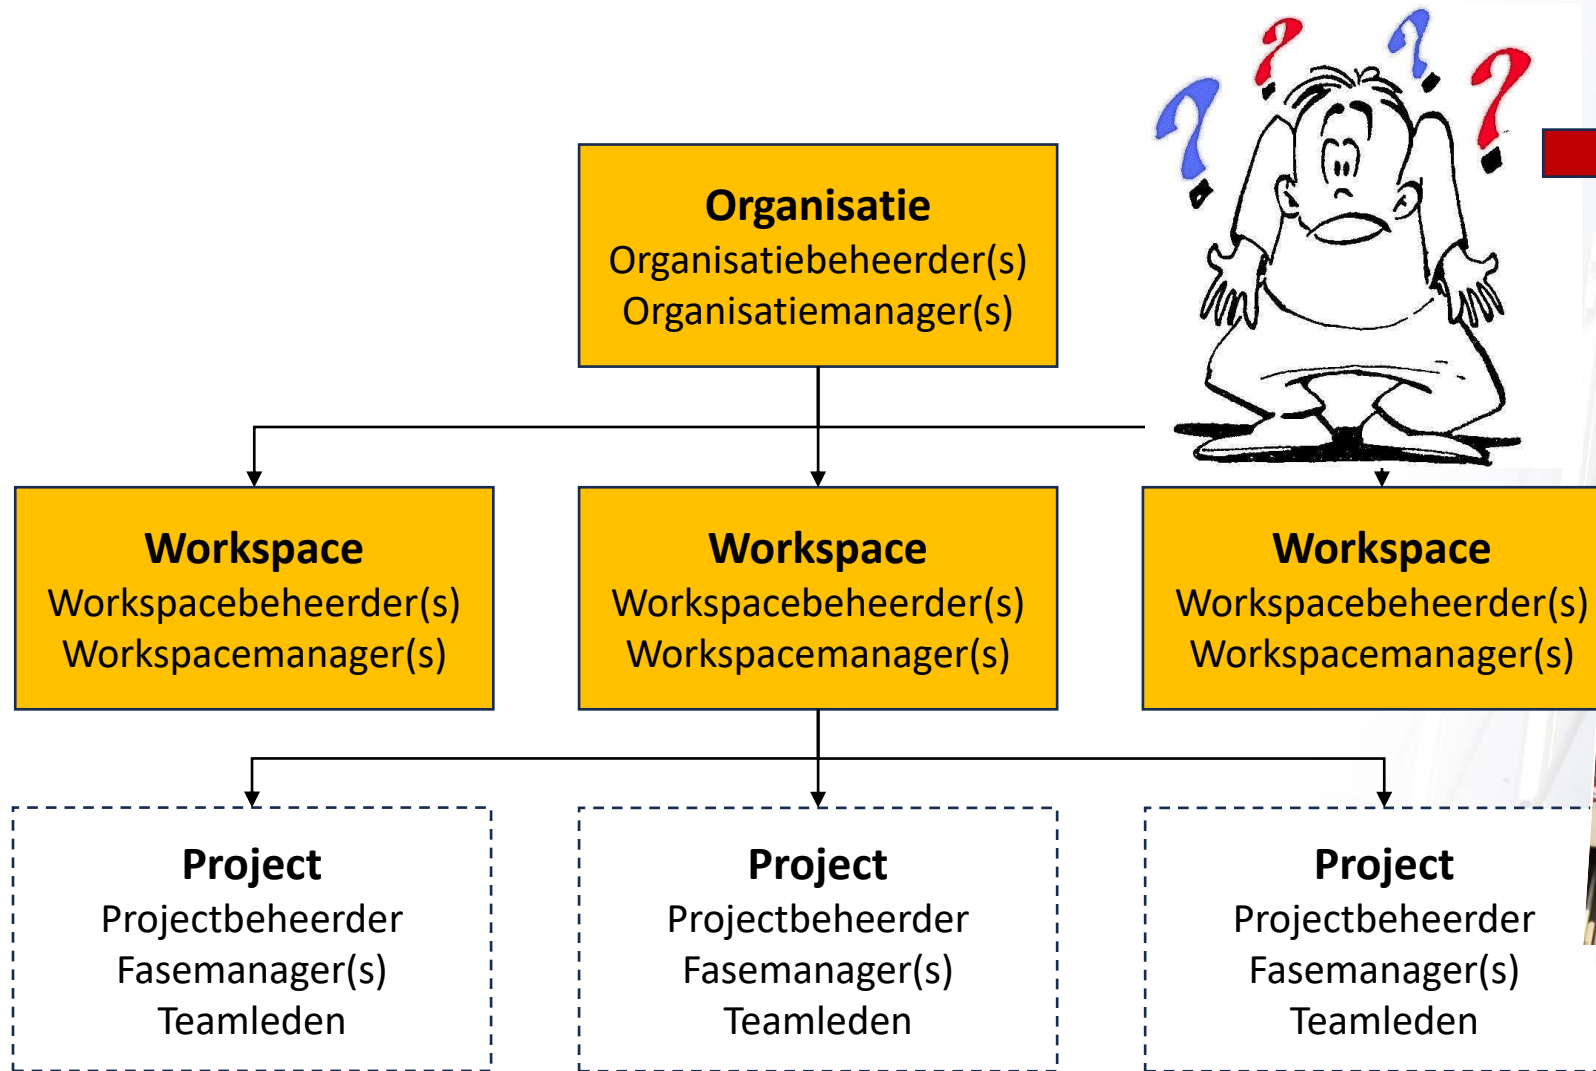 ? ? ? ?
Organisatie
Organisatiebeheerder(s)
Organisatiemanager(s)
Workspace
Workspacebeheerder(s)
Workspacemanager(s)
Workspace
Workspacebeheerder(s)
Workspacemanager(s)
Workspace
Workspacebeheerder(s)
Workspacemanager(s)
Project
Projectbeheerder
Fasemanager(s)
Teamleden
Project
Projectbeheerder
Fasemanager(s)
Teamleden
Project
Projectbeheerder
Fasemanager(s)
Teamleden